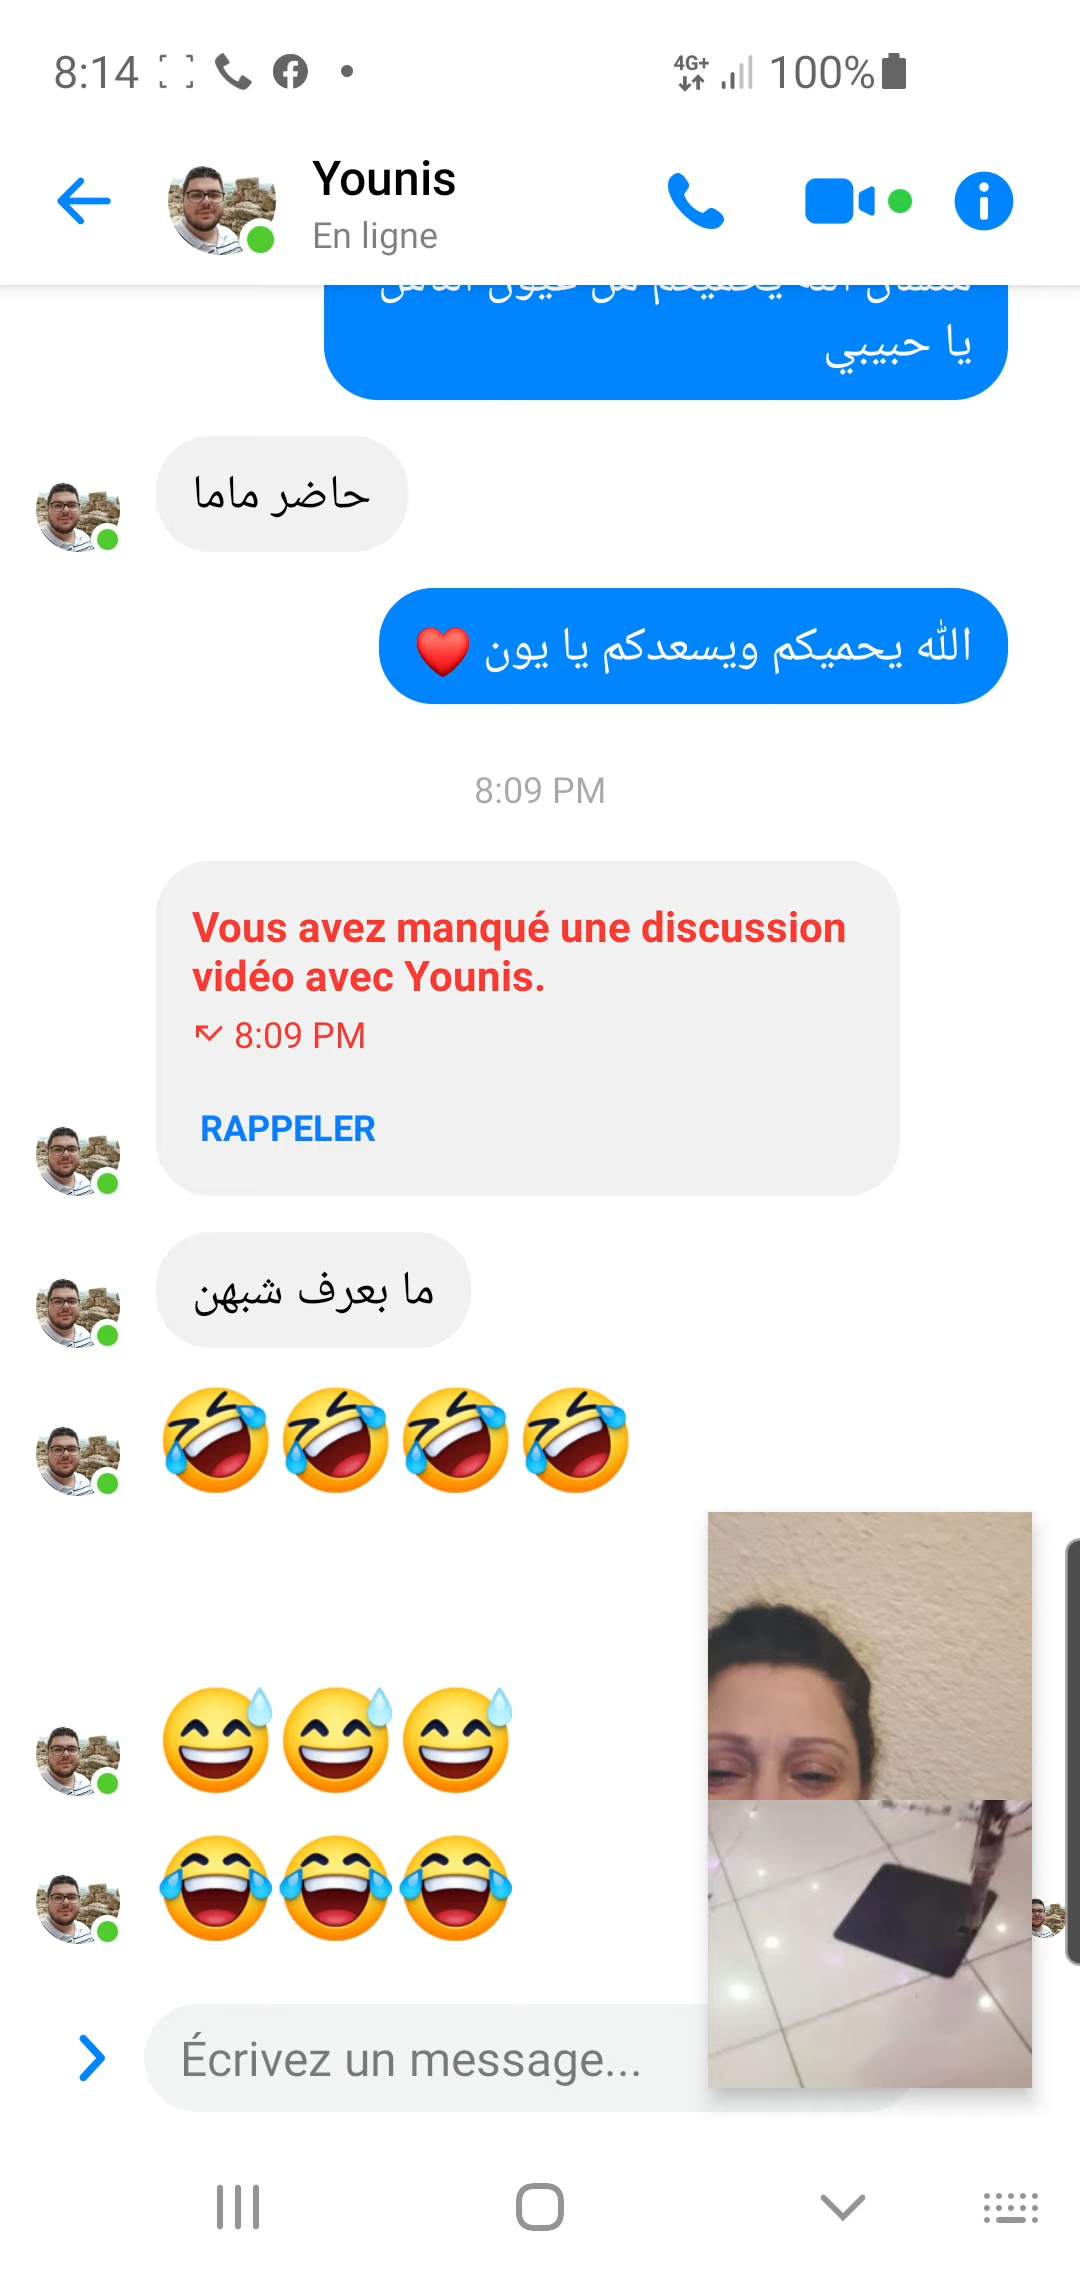 8:14
4G+ 100%
Younis
En ligne
يا حبيبي
حاضر ماما
الله يحميكم ويسعدكم يا يون ❤️
8:09 PM
Vous avez manqué une discussion
vidéo avec Younis.
8:09 PM
RAPPELER
ما بعرف شبهن
🤣🤣🤣🤣
😅😅😅
😂😂😂
Écrivez un message...